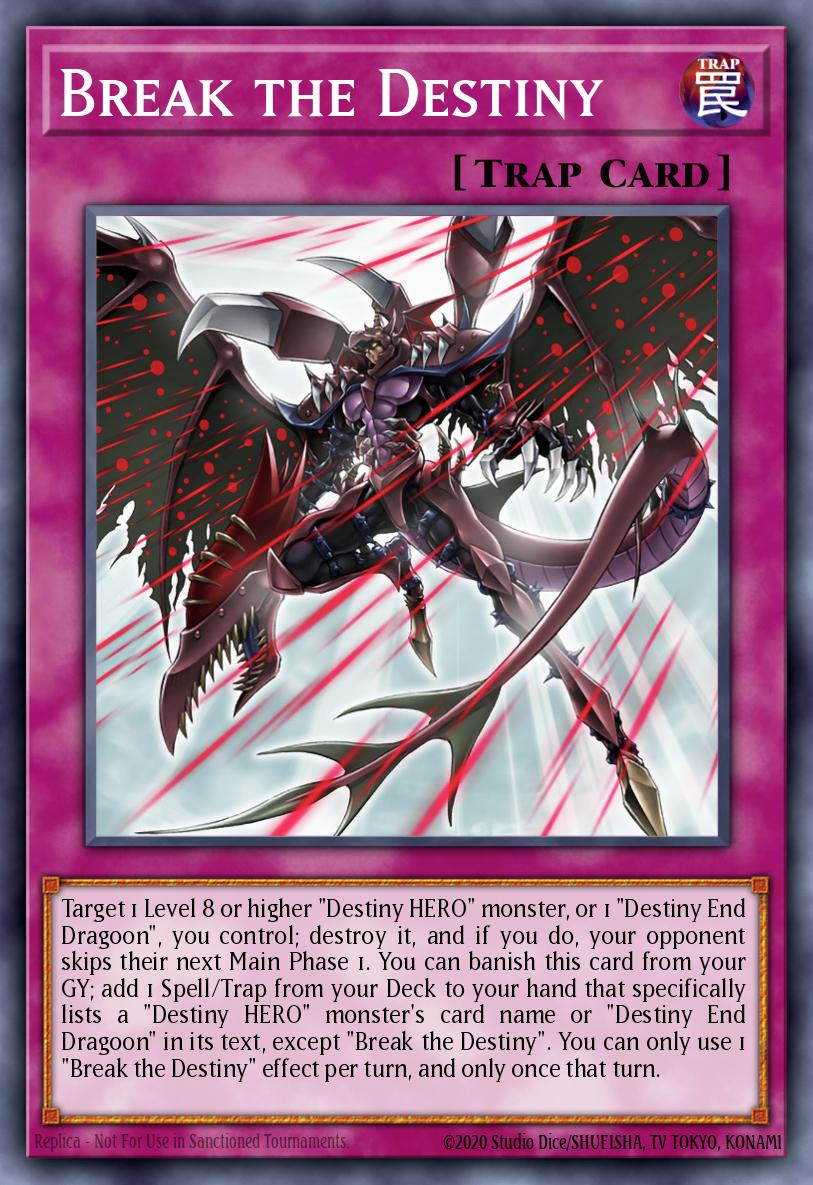 Break the Destiny
TRAP
罠
[Trap Card]
Target 1 Level 8 or higher "Destiny HERO" monster, or 1 "Destiny End
Dragoon", you control; destroy it, and if you do, your opponent
skips their next Main Phase 1. You can banish this card from your
GY; add 1 Spell/Trap from your Deck to your hand that specifically
lists a "Destiny HERO" monster's card name or "Destiny End
Dragoon" in its text, except "Break the Destiny". You can only use 1
"Break the Destiny" effect per turn, and only once that turn.
Replica - Not For Use in Sanctioned Tournaments.
©2020 Studio Dice/SHUEISHA, TV TOKYO, KONAMI